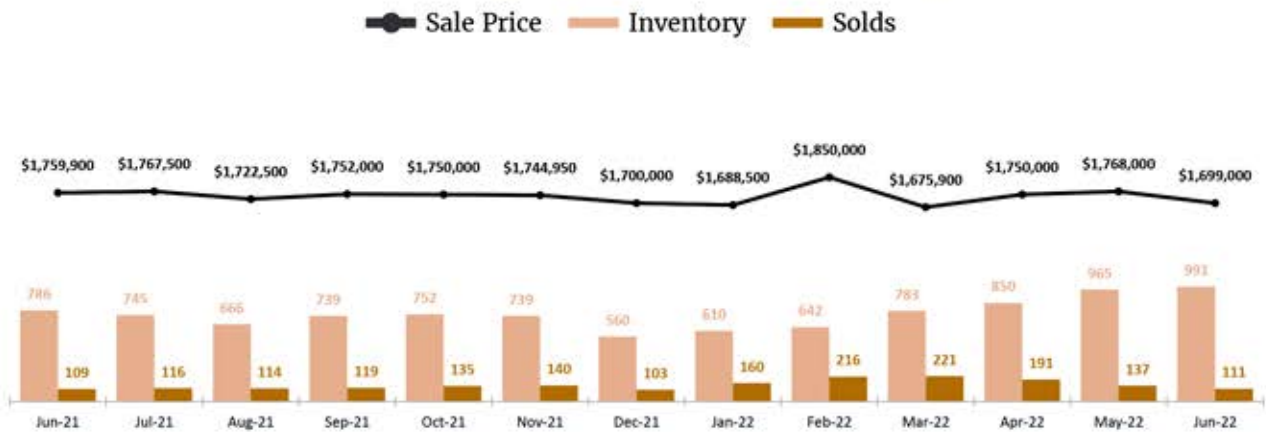 Sale Price Inventory Solds
$1,759,900 $1,767,500 $1,722,500 $1,752,000 $1,750,000 $1,744,950 $1,700,000 $1,688,500 $1,850,000 $1,675,900 $1,750,000 $1,768,000 $1,699,000
786 745 666 739 752 739 560 610 642 783 850 965 991
109 116 114 119 135 140 103 160 216 221 191 137 111
Jun-21 Jul-21 Aug-21 Sep-21 Oct-21 Nov-21 Dec-21 Jan-22 Feb-22 Mar-22 Apr-22 May-22 Jun-22